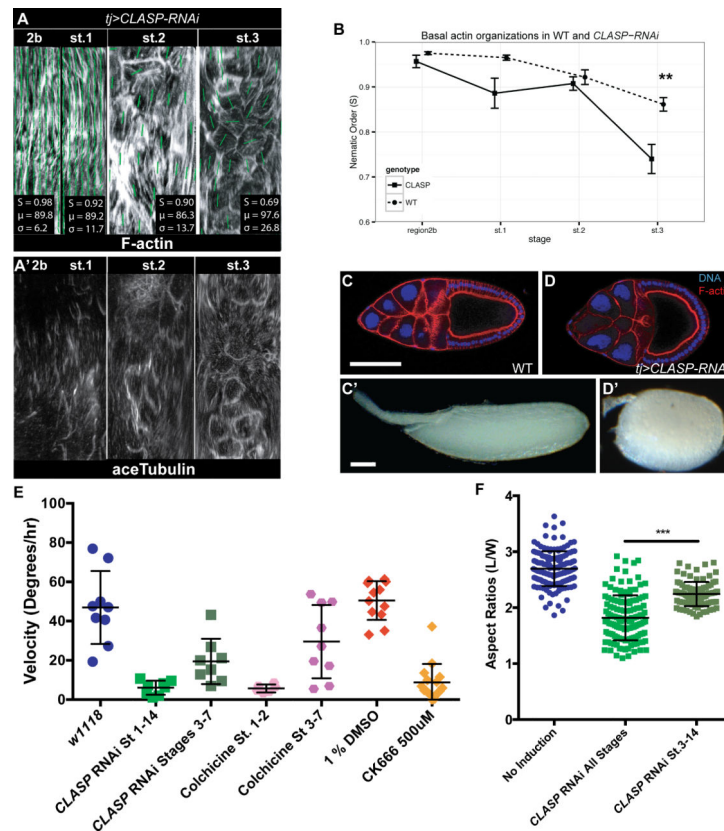 A
tj>CLASP-RNAi
2b st.1 st.2 st.3
S = 0.98 S = 0.92 S = 0.90 S = 0.69
μ = 89.8 μ = 89.2 μ = 86.3 μ = 97.6
σ = 6.2 σ = 11.7 σ = 13.7 σ = 26.8
F-actin
A' 2b st.1 st.2 st.3
aceTubulin
B
Basal actin organizations in WT and CLASP-RNAi
Nematic Order (S)
1.0
0.9
0.8
0.7
0.6
**
genotype
CLASP
WT
region2b st.1 st.2 st.3
stage
C
WT
D
DNA
F-acti
tj>CLASP-RNA
C'
D'
E
Velocity (Degrees/hr)
100
80
60
40
20
0
w1118
CLASP RNAi St 1-14
CLASP RNAi Stages 3-7
Colchicine St. 1-2
Colchicine St 3-7
1 % DMSO
CK666 500uM
F
Aspect Ratios (L/W)
4
3
2
1
0
***
No Induction
CLASP RNAi All Stages
CLASP RNAi St.3-14